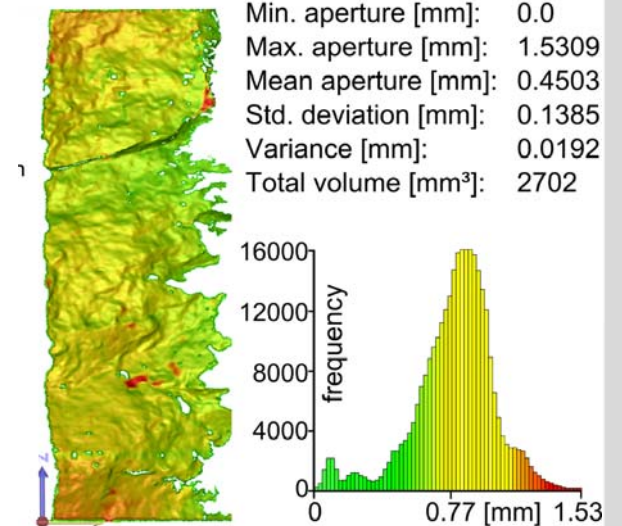 Min. aperture [mm]: 0.0
Max. aperture [mm]: 1.5309
Mean aperture [mm]: 0.4503
Std. deviation [mm]: 0.1385
Variance [mm]: 0.0192
Total volume [mm³]: 2702
16000
12000
8000
4000
0
frequency
0 0.77 [mm] 1.53